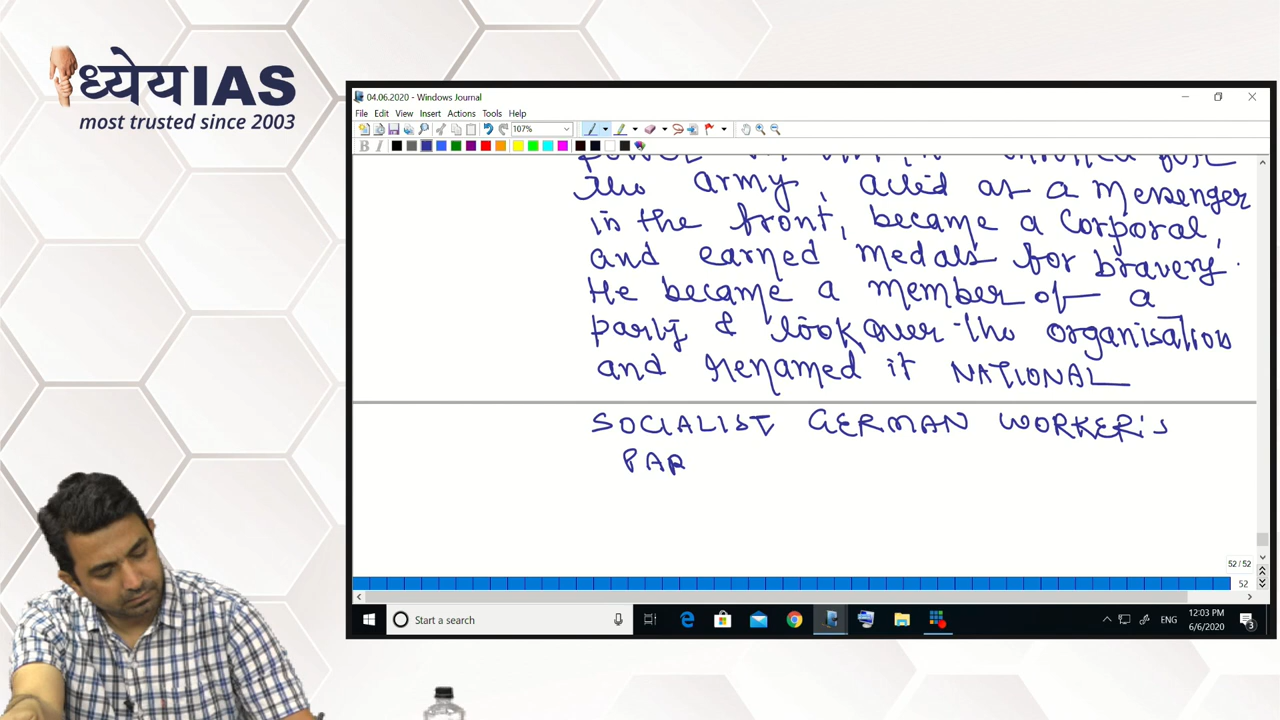 ध्येय IAS
most trusted since 2003
04.06.2020 - Windows Journal
File Edit View Insert Actions Tools Help
107%
B I
the army, acted as a messenger
in the front, became a Corporal,
and earned medals for bravery.
He became a member of a
party & took over the organisation
and renamed it NATIONAL
SOCIALIST GERMAN WORKER'S
PAR
52 / 52
52
Start a search
ENG
12:03 PM
6/6/2020
3